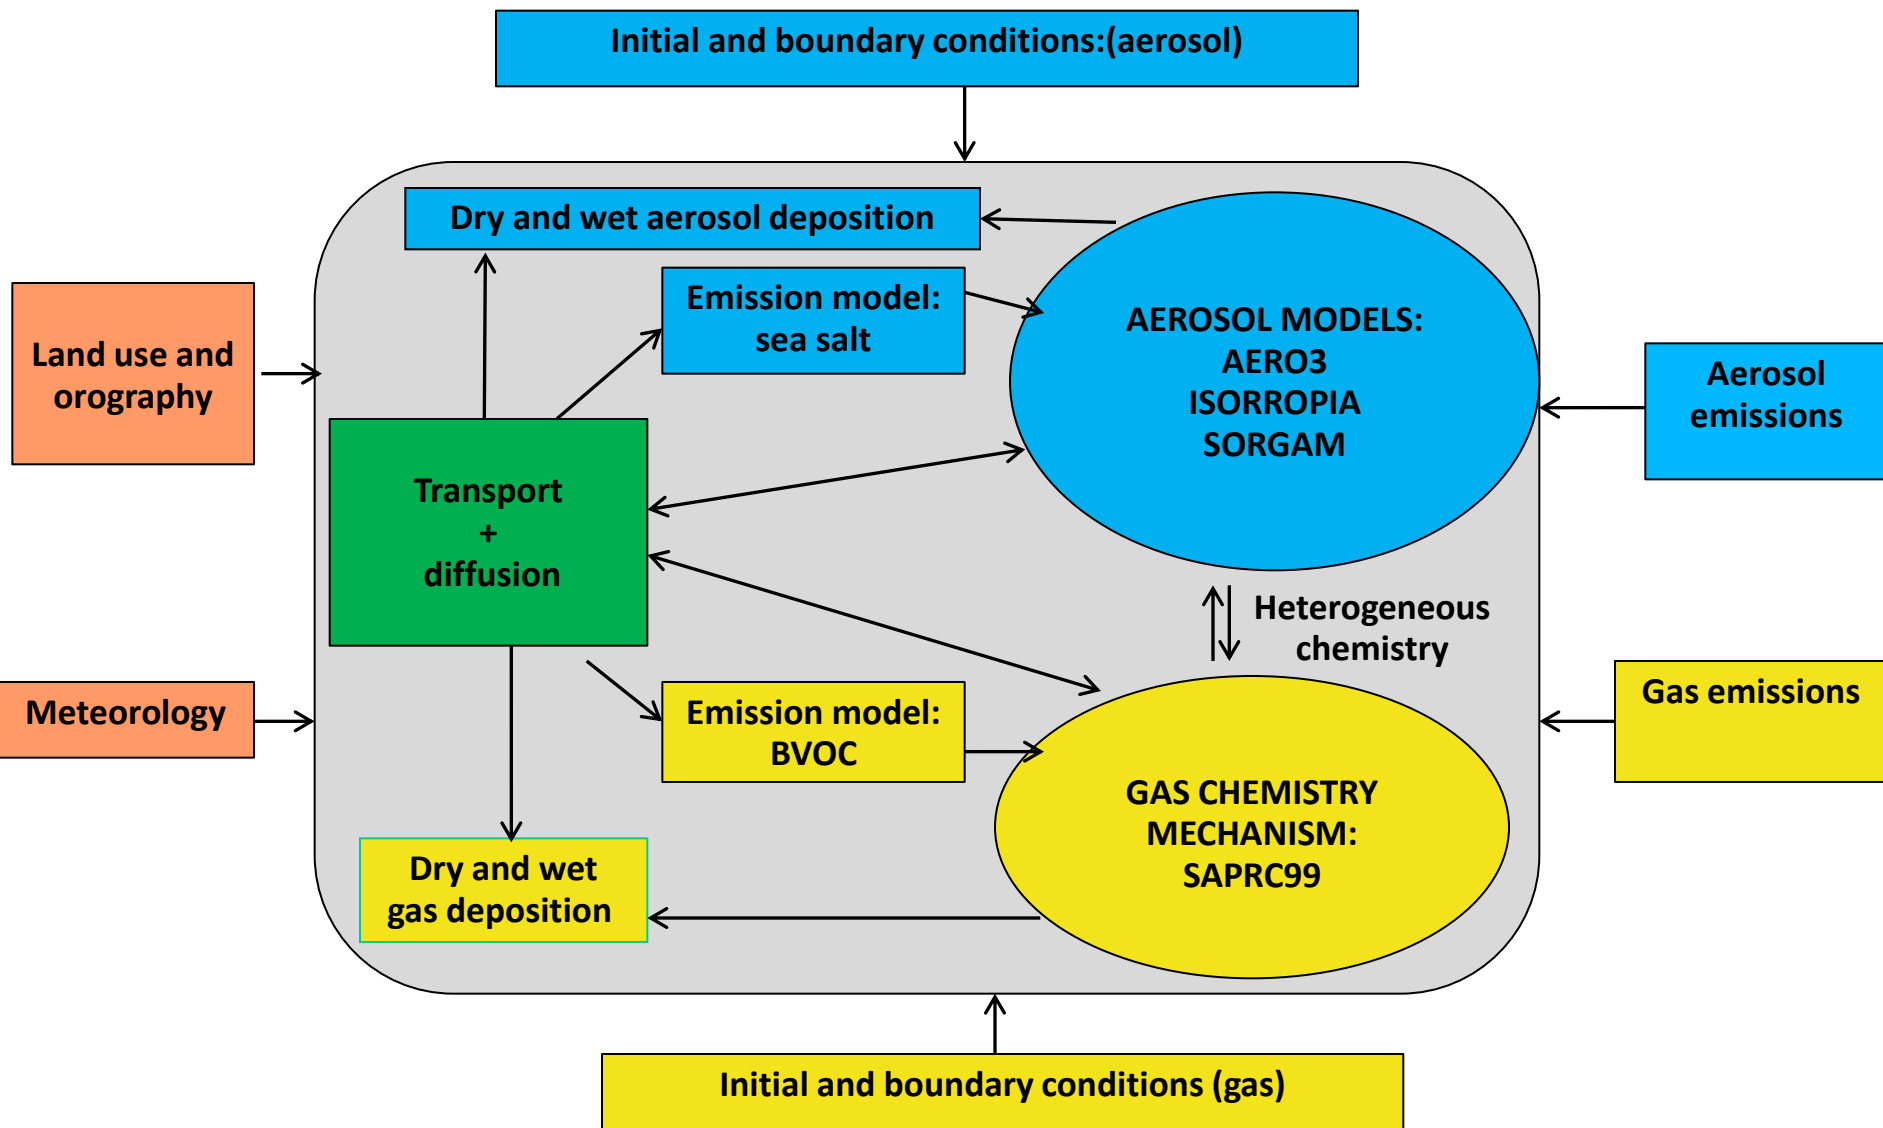 Initial and boundary conditions:(aerosol)
Dry and wet aerosol deposition
Emission model:
sea salt
AEROSOL MODELS:
AERO3
ISORROPIA
SORGAM
Land use and
orography
Aerosol
emissions
Transport
+
diffusion
Heterogeneous
chemistry
Meteorology
Emission model:
BVOC
Gas emissions
GAS CHEMISTRY
MECHANISM:
SAPRC99
Dry and wet
gas deposition
Initial and boundary conditions (gas)